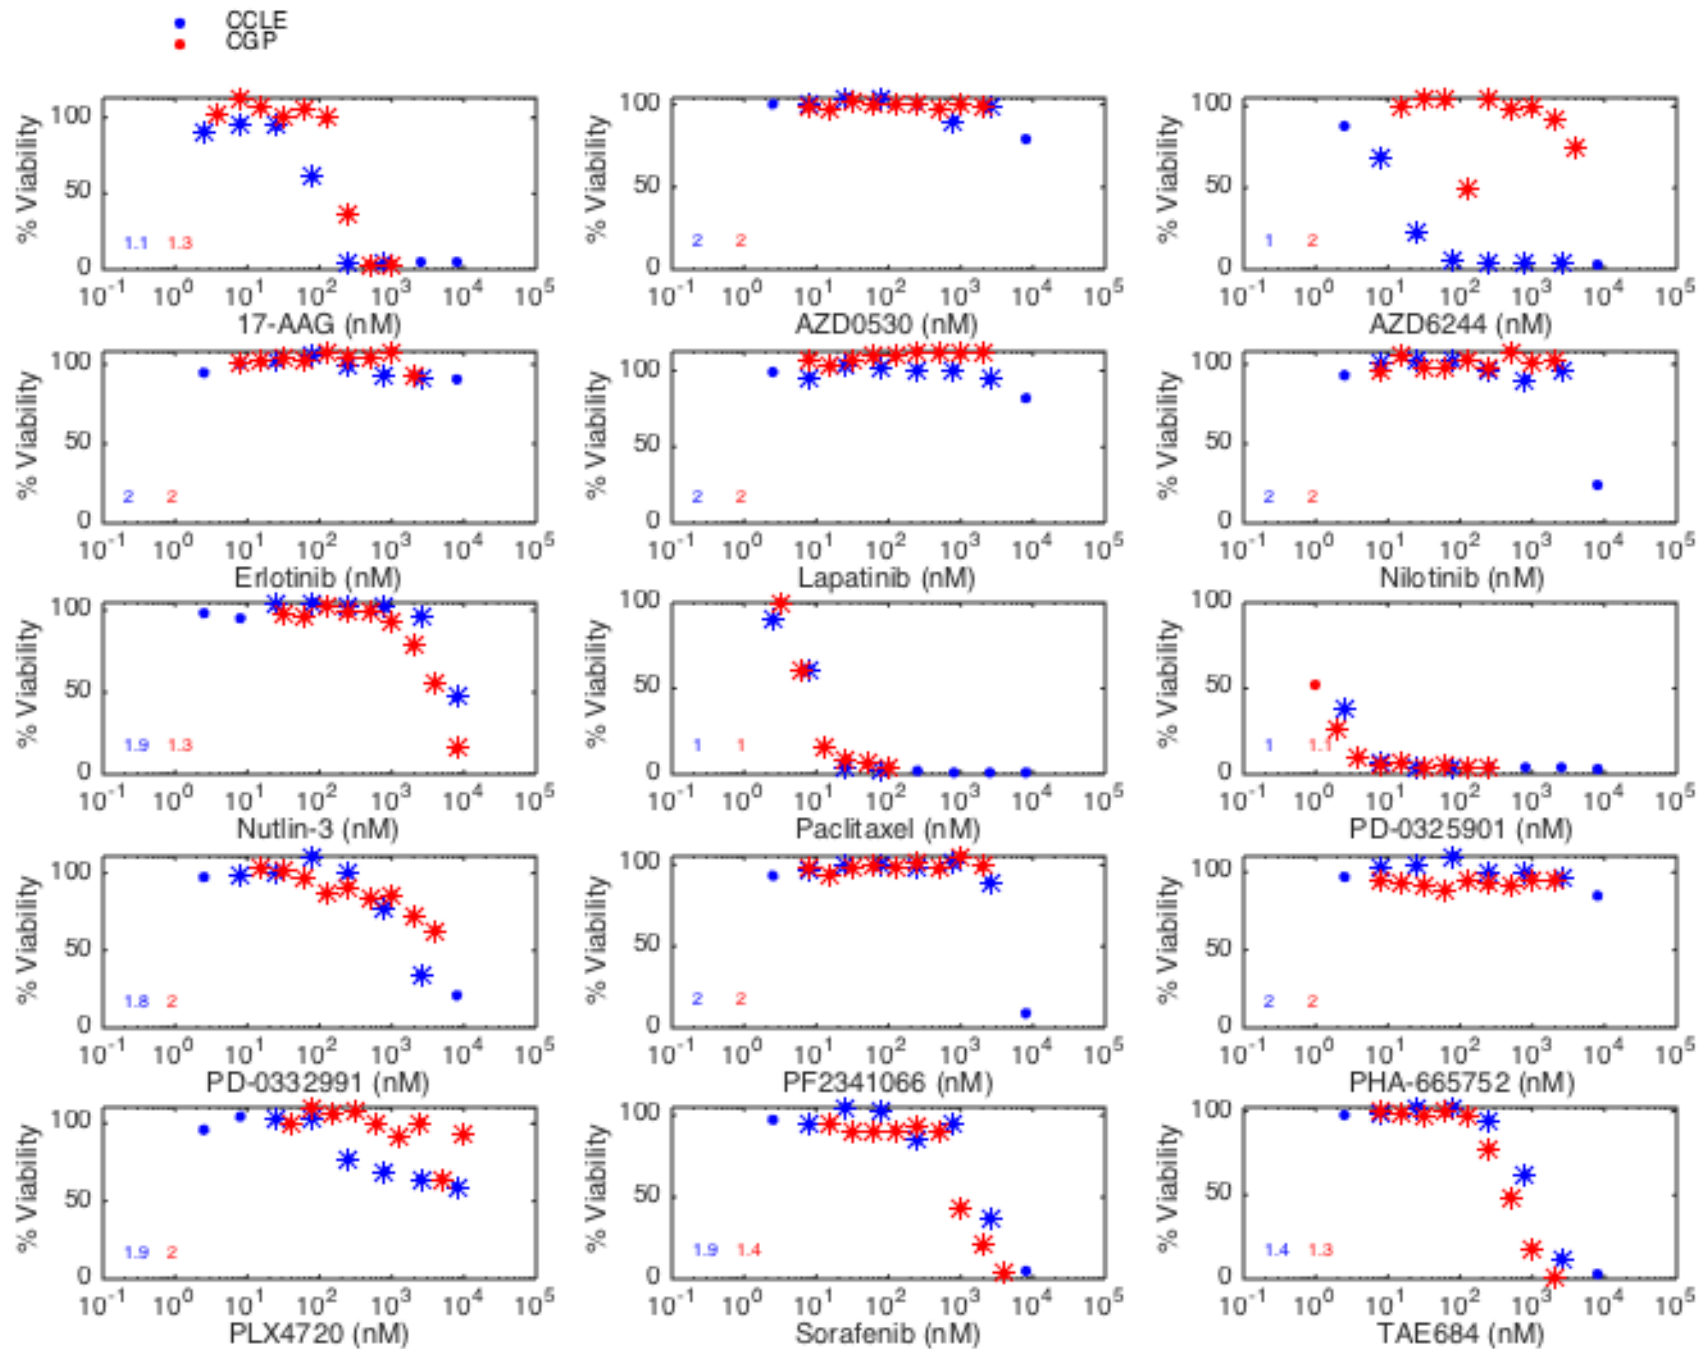 CCLE
CGP
% Viability 100 50 0 1.1 1.3 10^-1 10^0 10^1 10^2 10^3 10^4 10^5 17-AAG (nM)
% Viability 100 50 0 2 2 10^-1 10^0 10^1 10^2 10^3 10^4 10^5 AZD0530 (nM)
% Viability 100 50 0 1 2 10^-1 10^0 10^1 10^2 10^3 10^4 10^5 AZD6244 (nM)
% Viability 100 50 0 2 2 10^-1 10^0 10^1 10^2 10^3 10^4 10^5 Erlotinib (nM)
% Viability 100 50 0 2 2 10^-1 10^0 10^1 10^2 10^3 10^4 10^5 Lapatinib (nM)
% Viability 100 50 0 2 2 10^-1 10^0 10^1 10^2 10^3 10^4 10^5 Nilotinib (nM)
% Viability 100 50 0 1.9 1.3 10^-1 10^0 10^1 10^2 10^3 10^4 10^5 Nutlin-3 (nM)
% Viability 100 50 0 1 1 10^-1 10^0 10^1 10^2 10^3 10^4 10^5 Paclitaxel (nM)
% Viability 100 50 0 1 1.1 10^-1 10^0 10^1 10^2 10^3 10^4 10^5 PD-0325901 (nM)
% Viability 100 50 0 1.8 2 10^-1 10^0 10^1 10^2 10^3 10^4 10^5 PD-0332991 (nM)
% Viability 100 50 0 2 2 10^-1 10^0 10^1 10^2 10^3 10^4 10^5 PF2341066 (nM)
% Viability 100 50 0 2 2 10^-1 10^0 10^1 10^2 10^3 10^4 10^5 PHA-665752 (nM)
% Viability 100 50 0 1.9 2 10^-1 10^0 10^1 10^2 10^3 10^4 10^5 PLX4720 (nM)
% Viability 100 50 0 1.9 1.4 10^-1 10^0 10^1 10^2 10^3 10^4 10^5 Sorafenib (nM)
% Viability 100 50 0 1.4 1.3 10^-1 10^0 10^1 10^2 10^3 10^4 10^5 TAE684 (nM)